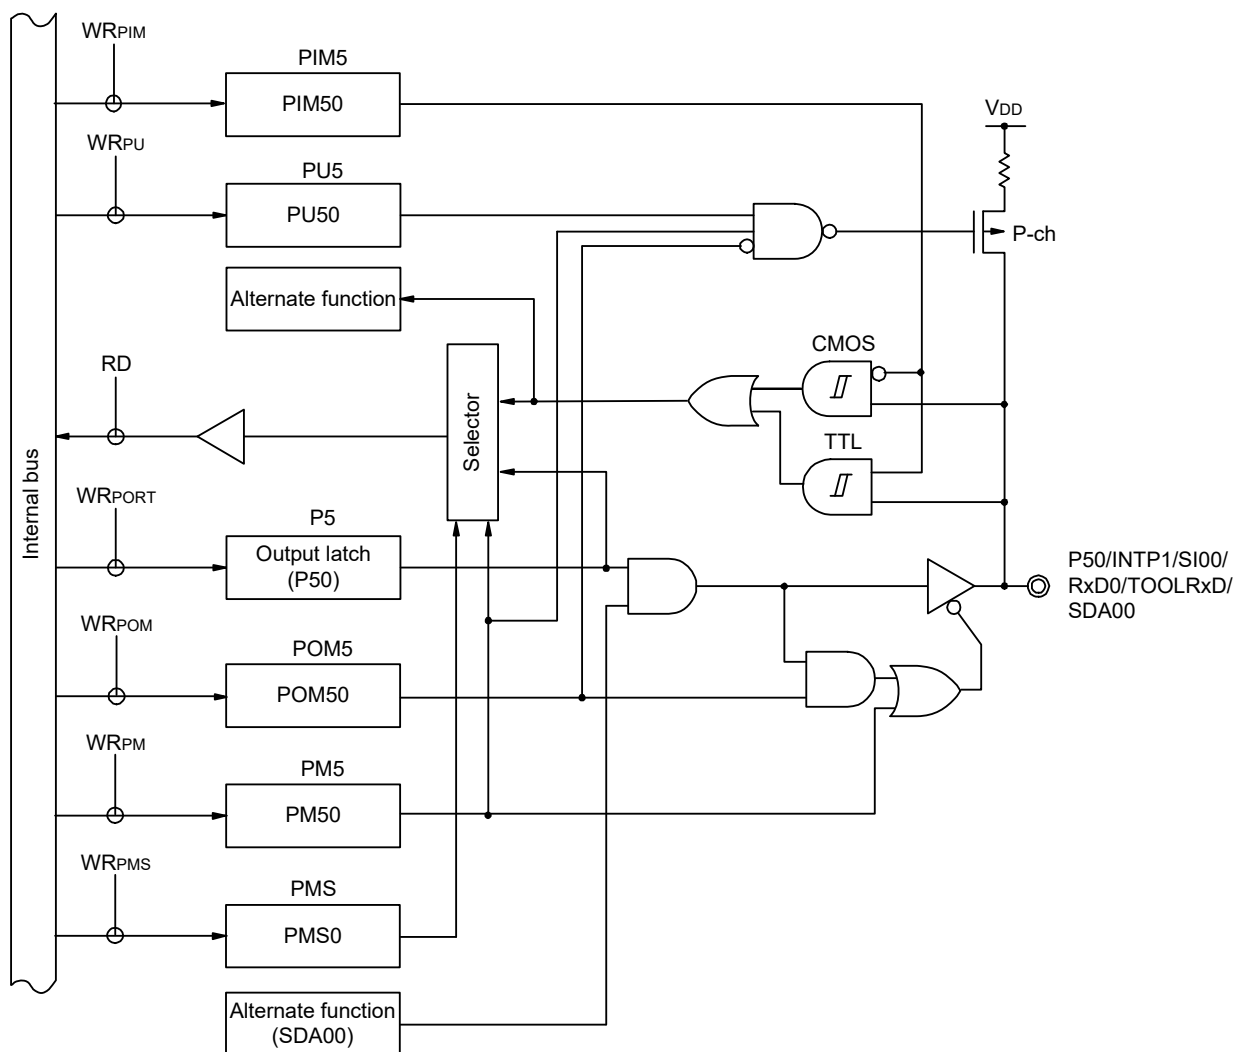 WRPIM
PIM5
PIM50
VDD
WRPU
PU5
PU50
P-ch
Alternate function
RD
CMOS
TTL
Selector
Internal bus
WRPORT
P5
Output latch
(P50)
P50/INTP1/SI00/
RxD0/TOOLRxD/
SDA00
WRPOM
POM5
POM50
WRPM
PM5
PM50
WRPMS
PMS
PMS0
Alternate function
(SDA00)